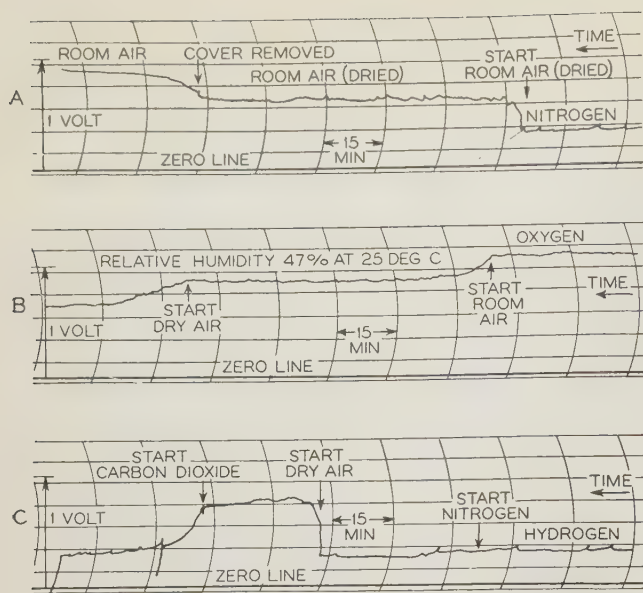 TIME
ROOM AIR
COVER REMOVED
START
ROOM AIR (DRIED)
ROOM AIR (DRIED)
A
1 VOLT
NITROGEN
15
MIN
ZERO LINE
OXYGEN
RELATIVE HUMIDITY 47% AT 25 DEG C
START
DRY AIR
START
ROOM
AIR
TIME
B
1 VOLT
15
MIN
ZERO LINE
START
CARBON DIOXIDE
START
DRY AIR
TIME
START
NITROGEN
C
1 VOLT
15
MIN
HYDROGEN
ZERO LINE